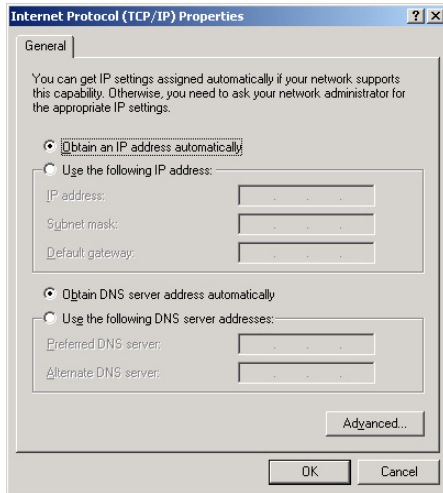 Internet Protocol (TCP/IP) Properties
General
You can get IP settings assigned automatically if your network supports
this capability. Otherwise, you need to ask your network administrator for
the appropriate IP settings.
Obtain an IP address automatically
Use the following IP address:
IP address:
Subnet mask:
Default gateway:
Obtain DNS server address automatically
Use the following DNS server addresses:
Preferred DNS server:
Alternate DNS server:
Advanced...
OK Cancel